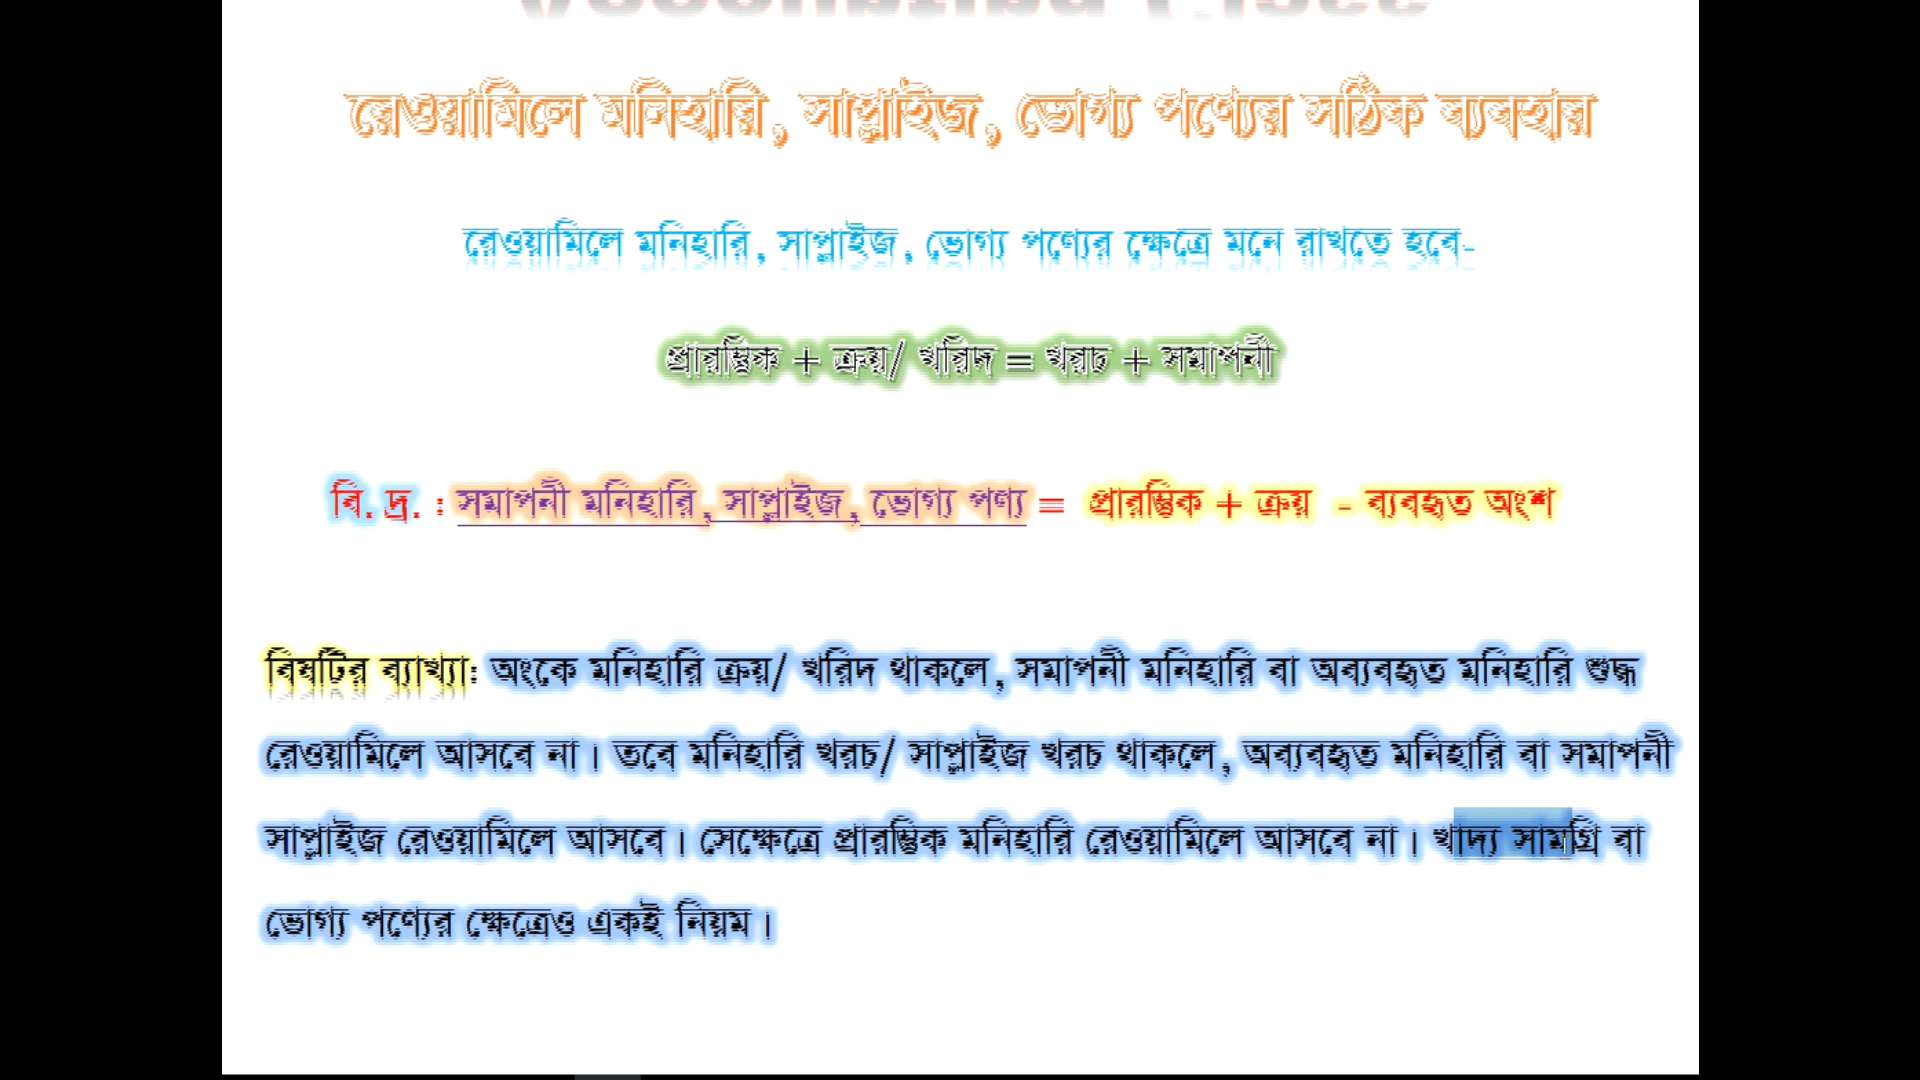 রেওয়ামিলে মনিহারি, সাপ্লাইজ, ভোগ্য পণ্যের সঠিক ব্যবহার
রেওয়ামিলে মনিহারি, সাপ্লাইজ, ভোগ্য পণ্যের ক্ষেত্রে মনে রাখতে হবে-
প্রারম্ভিক + ক্রয়/ খরিদ = খরচ + সমাপনী
বি. দ্র. : সমাপনী মনিহারি, সাপ্লাইজ, ভোগ্য পণ্য = প্রারম্ভিক + ক্রয় - ব্যবহৃত অংশ
বিষটির ব্যাখ্যা: অংকে মনিহারি ক্রয়/ খরিদ থাকলে, সমাপনী মনিহারি বা অব্যবহৃত মনিহারি শুদ্ধ
রেওয়ামিলে আসবে না। তবে মনিহারি খরচ/ সাপ্লাইজ খরচ থাকলে, অব্যবহৃত মনিহারি বা সমাপনী
সাপ্লাইজ রেওয়ামিলে আসবে। সেক্ষেত্রে প্রারম্ভিক মনিহারি রেওয়ামিলে আসবে না। খাদ্য সামগ্রি বা
ভোগ্য পণ্যের ক্ষেত্রেও একই নিয়ম।